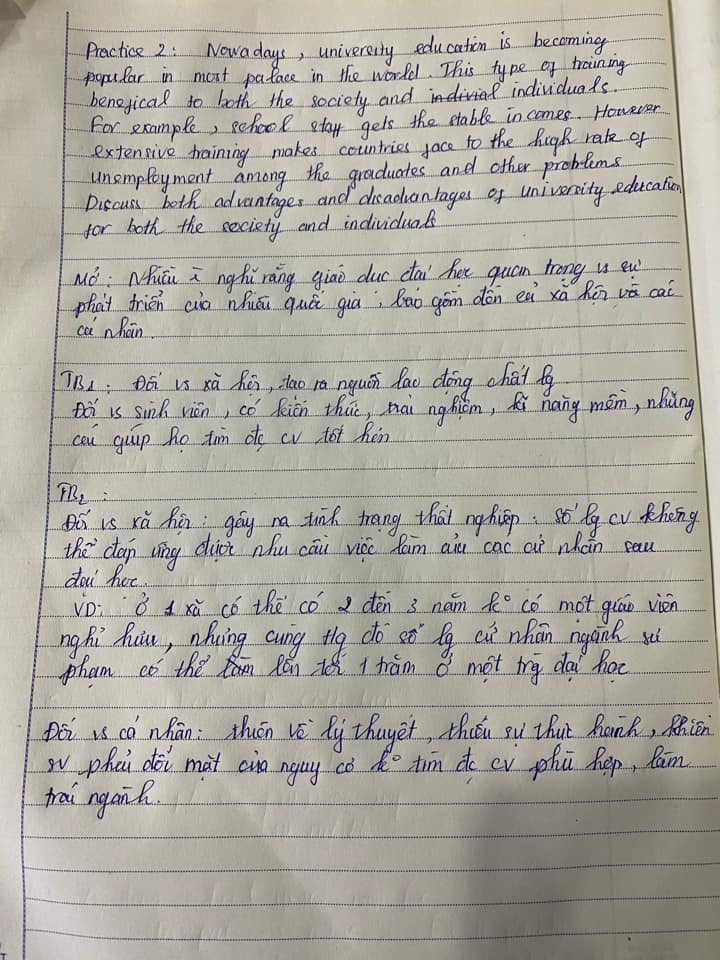 Practice 2 : Nowadays, university education is becoming
popular in most palace in the world. This type of training
benefical to both the society and indivial individuals.
For example, school stay gets the stable incomes. However
extensive training makes countries face to the high rate of
unemployment among the graduates and other problems
Discuss both advantages and disadvantages of university education
for both the society and individuals
Mở : Nhiều ý nghĩ rằng giáo dục đại học quan trọng vs sự
phát triển của nhiều quốc gia, bao gồm đến cả xã hội và các
cá nhân.
TB1 : Đối vs xã hội, tạo ra nguồn lao động chất lg
Đối vs sinh viên, có kiến thức, trải nghiệm, kĩ năng mềm, những
giúp họ tìm đc cv tốt hơn
TB2 :
Đối vs xã hội : gây ra tình trạng thất nghiệp : số lg cv không
thể đáp ứng được nhu cầu việc làm của các cử nhân sau
đại học.
VD: Ở 1 xã có thể có 2 đến 3 năm ko có một giáo viên
nghỉ hưu, nhưng cùng tg đó số lg cử nhân ngành sư
phạm có thể lên tới 1 trăm ở một trg đại học
Đối vs cá nhân : thiên về lý thuyết, thiếu sự thực hành, khiến
sv phải đối mặt của nguy cơ ko tìm đc cv phù hợp, làm
trái ngành.